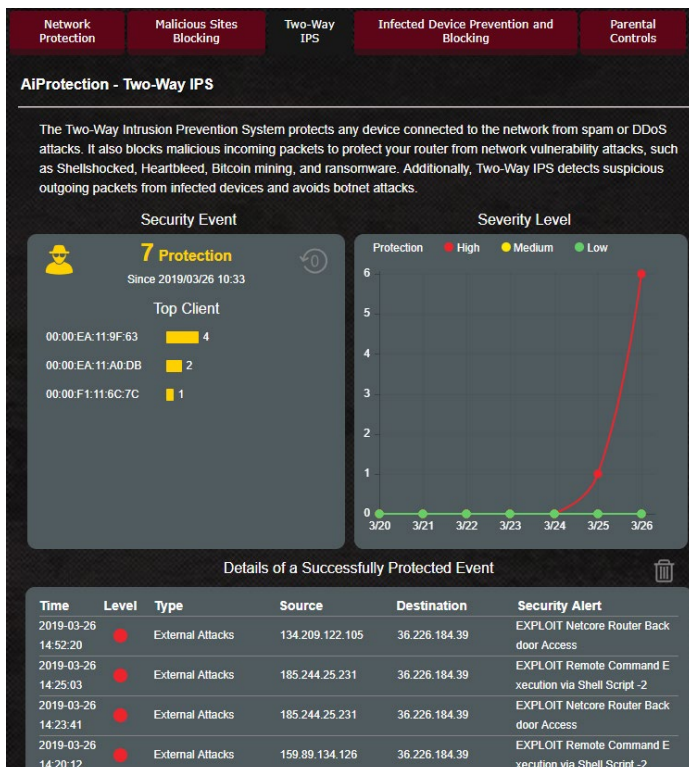 Network Protection
Malicious Sites Blocking
Two-Way IPS
Infected Device Prevention and Blocking
Parental Controls
AiProtection - Two-Way IPS
The Two-Way Intrusion Prevention System protects any device connected to the network from spam or DDoS
attacks. It also blocks malicious incoming packets to protect your router from network vulnerability attacks, such
as Shellshocked, Heartbleed, Bitcoin mining, and ransomware. Additionally, Two-Way IPS detects suspicious
outgoing packets from infected devices and avoids botnet attacks.
Security Event
7 Protection
0
Since 2019/03/26 10:33
Top Client
00:00:EA:11:9F:63 4
00:00:EA:11:A0:DB 2
00:00:F1:11:6C:7C 1
Severity Level
Protection High Medium Low
6
5
4
3
2
1
0
3/20 3/21 3/22 3/23 3/24 3/25 3/26
Details of a Successfully Protected Event
Time Level Type Source Destination Security Alert
2019-03-26 14:52:20 External Attacks 134.209.122.105 36.226.184.39 EXPLOIT Netcore Router Back door Access
2019-03-26 14:25:03 External Attacks 185.244.25.231 36.226.184.39 EXPLOIT Remote Command E xecution via Shell Script -2
2019-03-26 14:23:41 External Attacks 185.244.25.231 36.226.184.39 EXPLOIT Netcore Router Back door Access
2019-03-26 14:20:12 External Attacks 159.89.134.126 36.226.184.39 EXPLOIT Remote Command E xecution via Shell Script -2